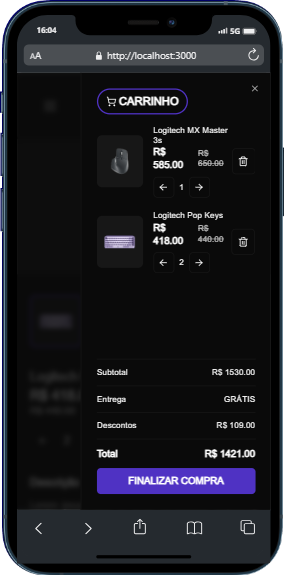 16:04
5G
AA
http://localhost:3000
CARRINHO
Logitech MX Master
3s
R$
585.00
R$
650.00
1
Logitech Pop Keys
R$
418.00
R$
440.00
2
Subtotal
R$ 1530.00
Entrega
GRÁTIS
Descontos
R$ 109.00
Total
R$ 1421.00
FINALIZAR COMPRA